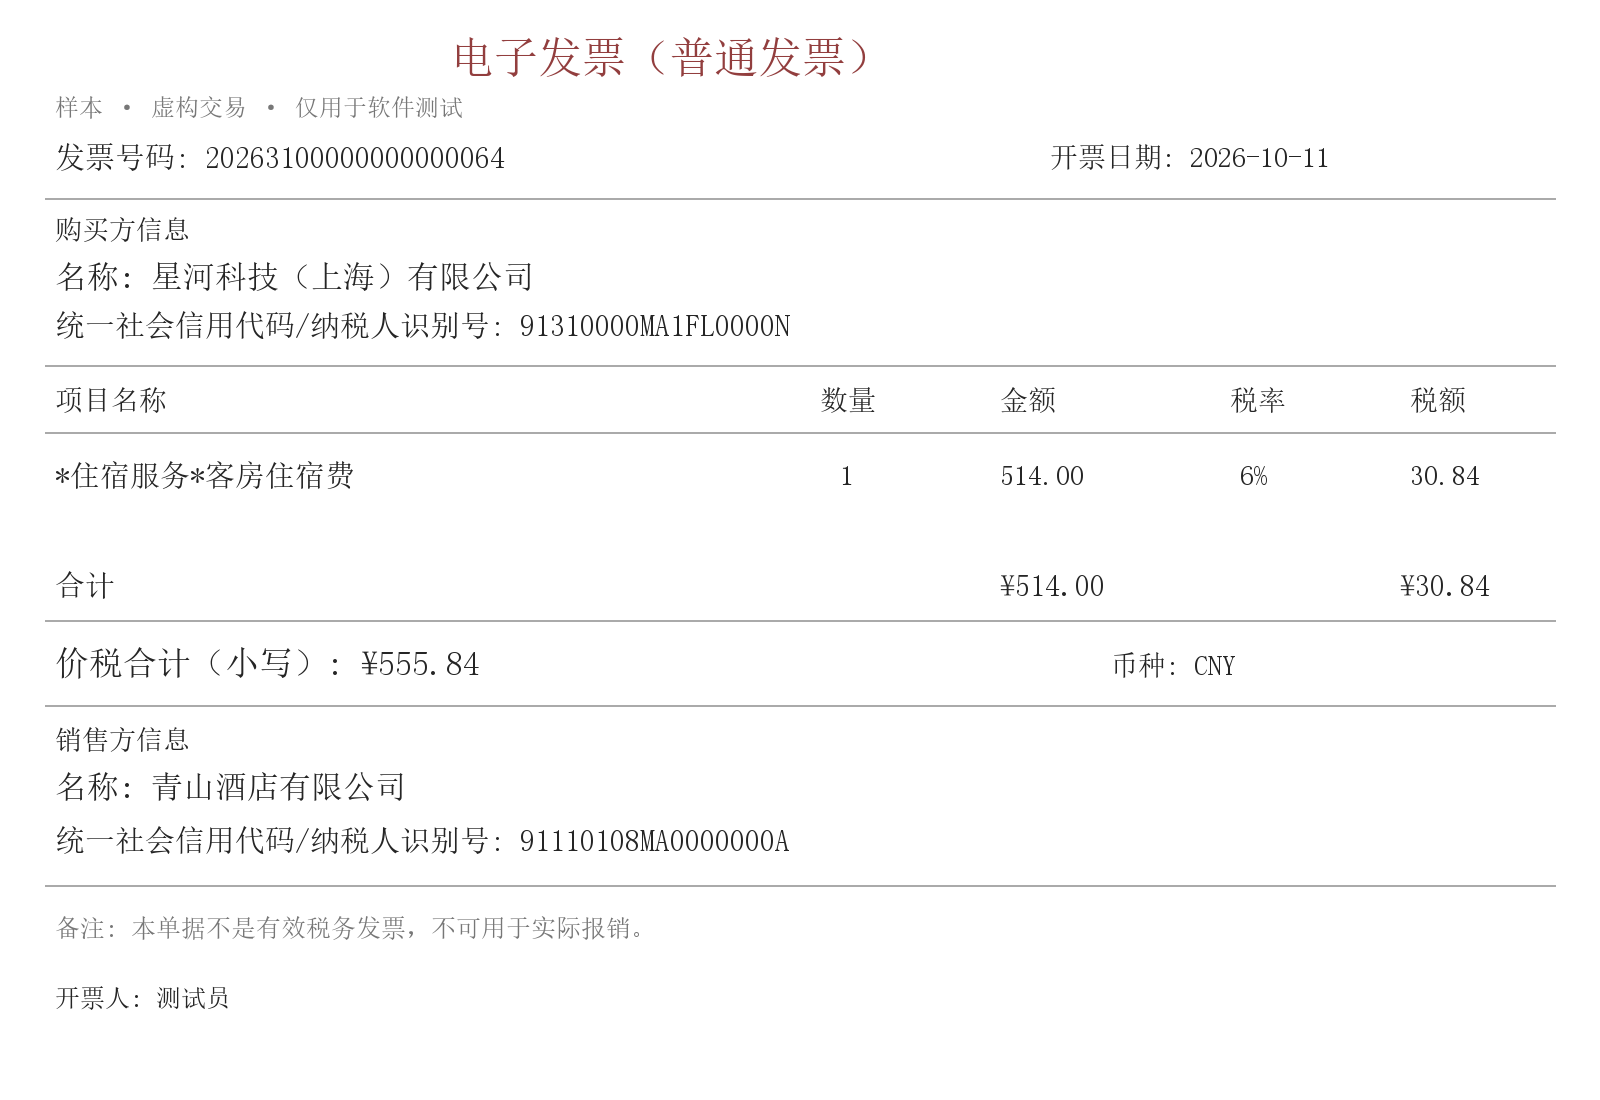 电子发票（普通发票）
样本 • 虚构交易 • 仅用于软件测试
发票号码: 20263100000000000064 开票日期: 2026-10-11
购买方信息
名称: 星河科技（上海）有限公司
统一社会信用代码/纳税人识别号: 91310000MA1FL0000N
项目名称 数量 金额 税率 税额
*住宿服务*客房住宿费 1 514.00 6% 30.84
合计 ¥514.00 ¥30.84
价税合计（小写）: ¥555.84 币种: CNY
销售方信息
名称: 青山酒店有限公司
统一社会信用代码/纳税人识别号: 91110108MA0000000A
备注: 本单据不是有效税务发票，不可用于实际报销。
开票人: 测试员